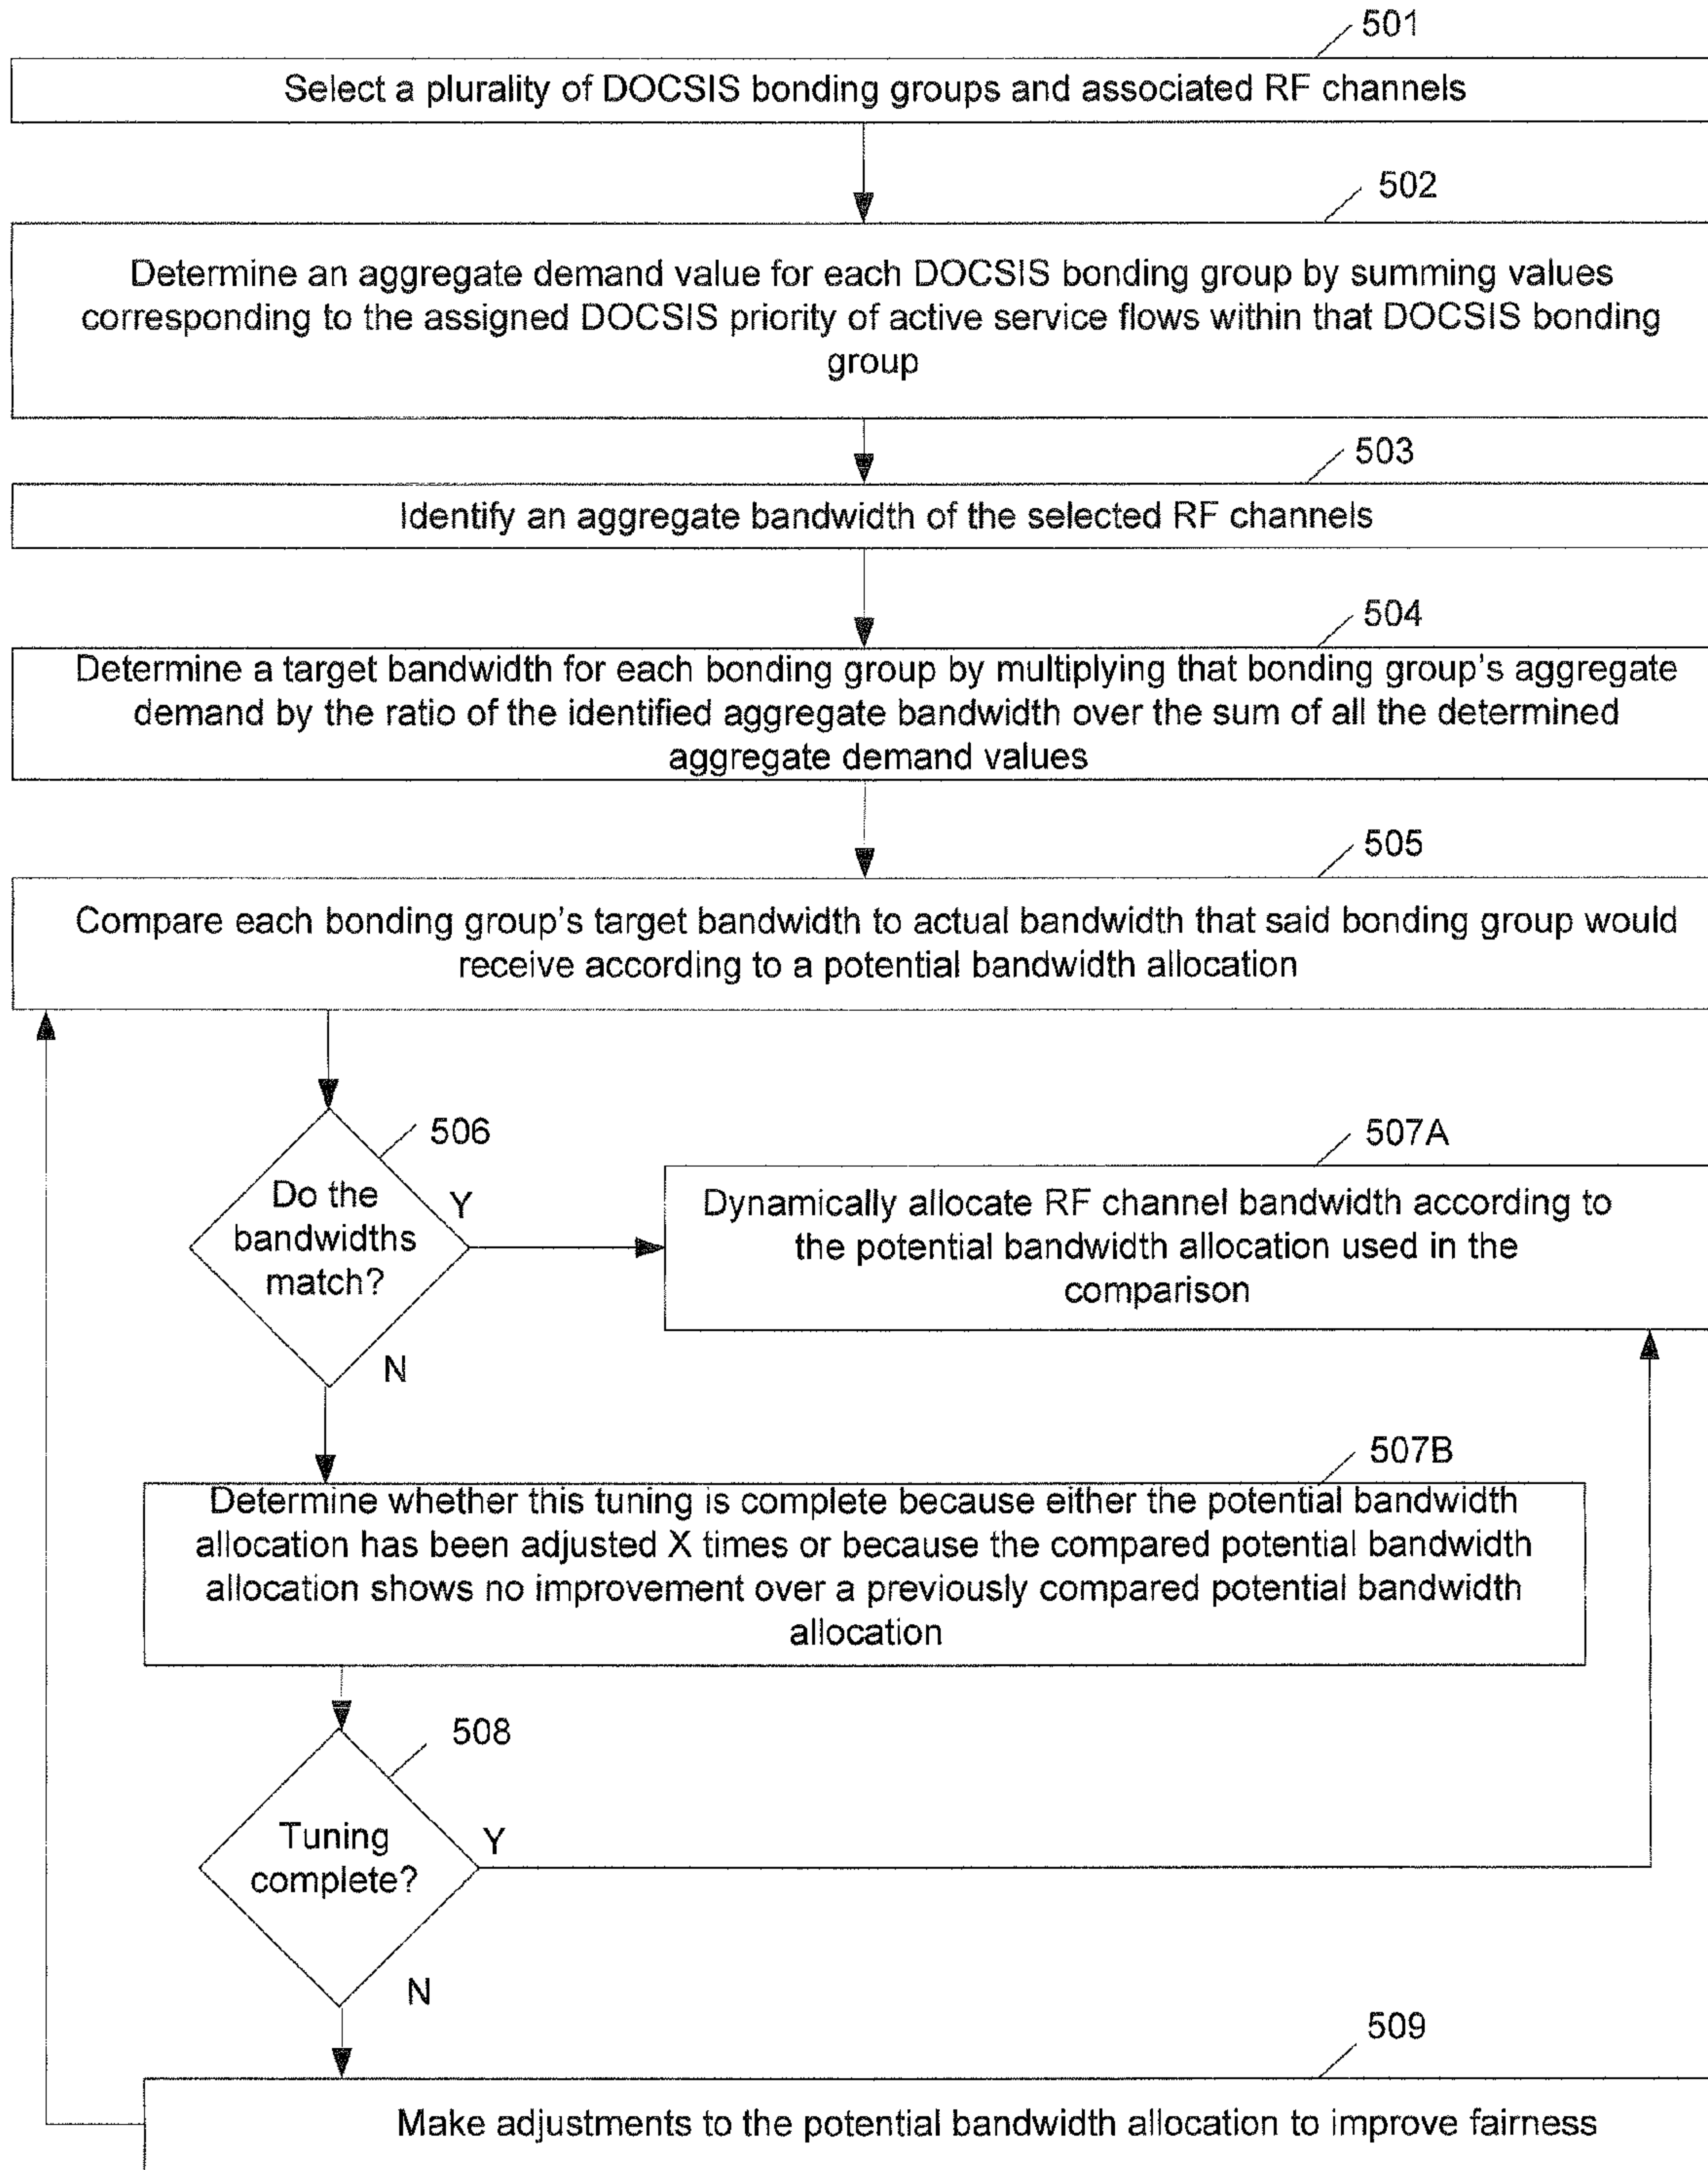 501
Select a plurality of DOCSIS bonding groups and associated RF channels
502
Determine an aggregate demand value for each DOCSIS bonding group by summing values
corresponding to the assigned DOCSIS priority of active service flows within that DOCSIS bonding
group
503
Identify an aggregate bandwidth of the selected RF channels
504
Determine a target bandwidth for each bonding group by multiplying that bonding group's aggregate
demand by the ratio of the identified aggregate bandwidth over the sum of all the determined
aggregate demand values
505
Compare each bonding group's target bandwidth to actual bandwidth that said bonding group would
receive according to a potential bandwidth allocation
506
Do the
bandwidths
match?
Y
N
507A
Dynamically allocate RF channel bandwidth according to
the potential bandwidth allocation used in the
comparison
507B
Determine whether this tuning is complete because either the potential bandwidth
allocation has been adjusted X times or because the compared potential bandwidth
allocation shows no improvement over a previously compared potential bandwidth
allocation
508
Tuning
complete?
Y
N
509
Make adjustments to the potential bandwidth allocation to improve fairness